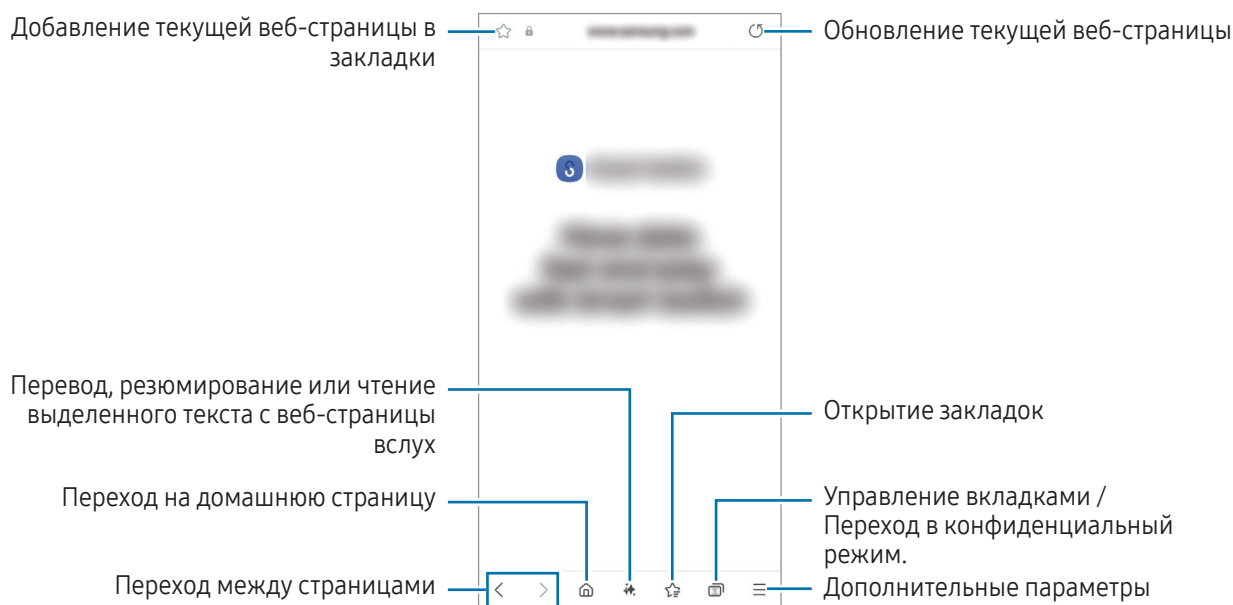 Добавление текущей веб-страницы в
закладки
Обновление текущей веб-страницы
Перевод, резюмирование или чтение
выделенного текста с веб-страницы
вслух
Открытие закладок
Переход на домашнюю страницу
Управление вкладками /
Переход в конфиденциальный
режим.
Переход между страницами
Дополнительные параметры